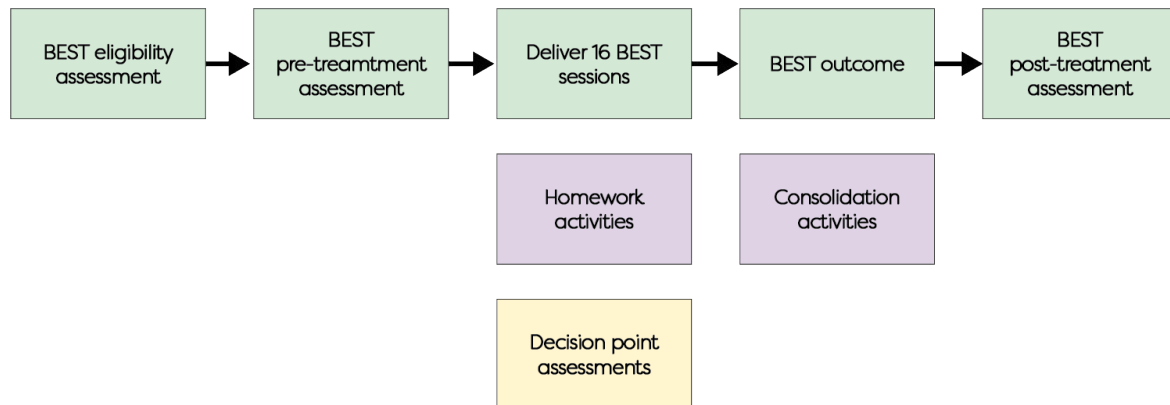 BEST eligibility
assessment
BEST
pre-treamtment
assessment
Deliver 16 BEST
sessions
BEST outcome
BEST
post-treatment
assessment
Homework
activities
Consolidation
activities
Decision point
assessments